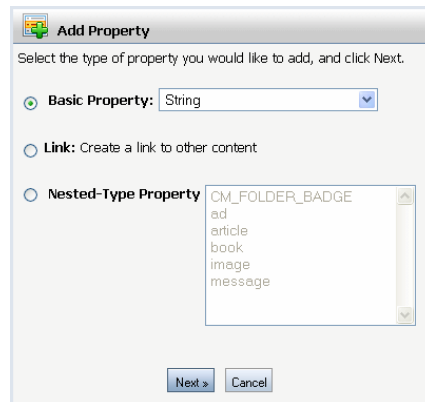 Add Property
Select the type of property you would like to add, and click Next.
Basic Property: String
Link: Create a link to other content
Nested-Type Property
CM_FOLDER_BADGE
ad
article
book
image
message
Next »
Cancel